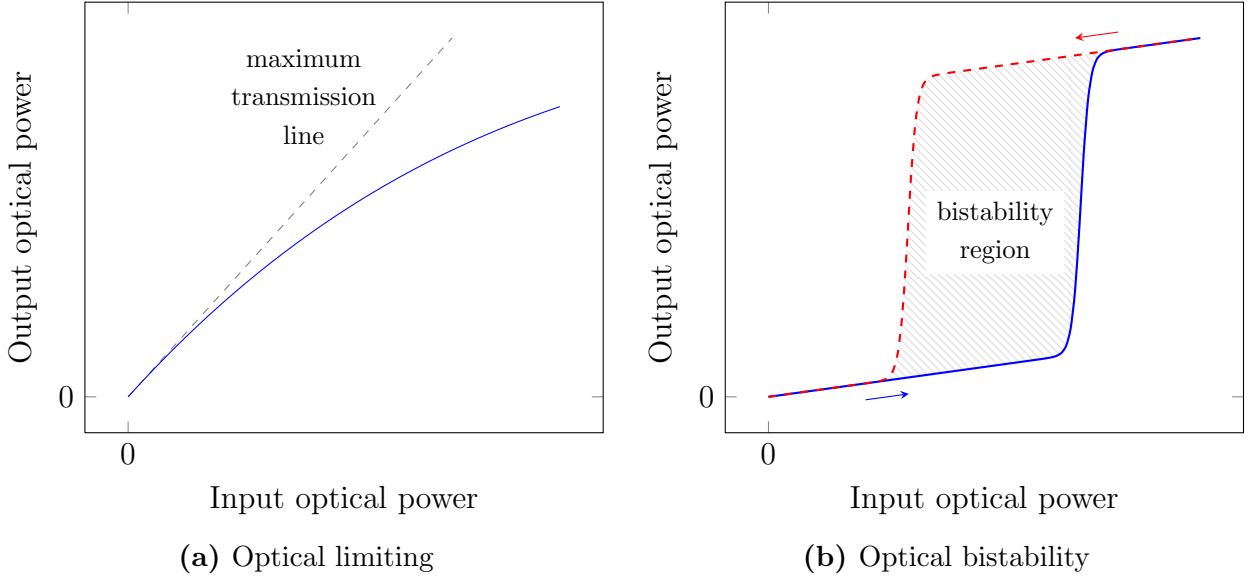 Output optical power
maximum
transmission
line
0
0
Input optical power
(a) Optical limiting
Output optical power
bistability
region
0
0
Input optical power
(b) Optical bistability